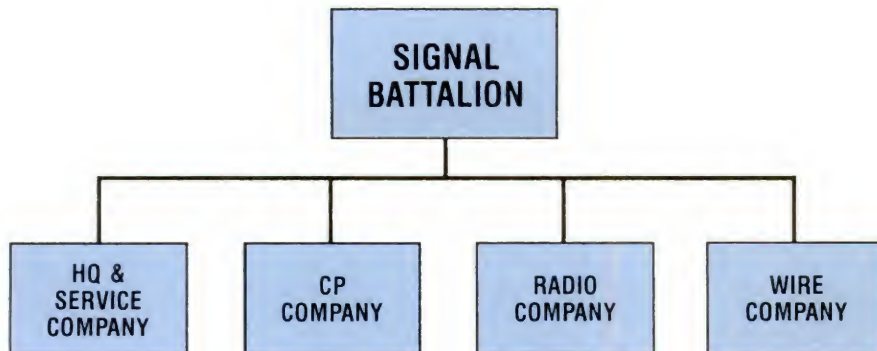 SIGNAL
BATTALION
HQ &
SERVICE
COMPANY
CP
COMPANY
RADIO
COMPANY
WIRE
COMPANY